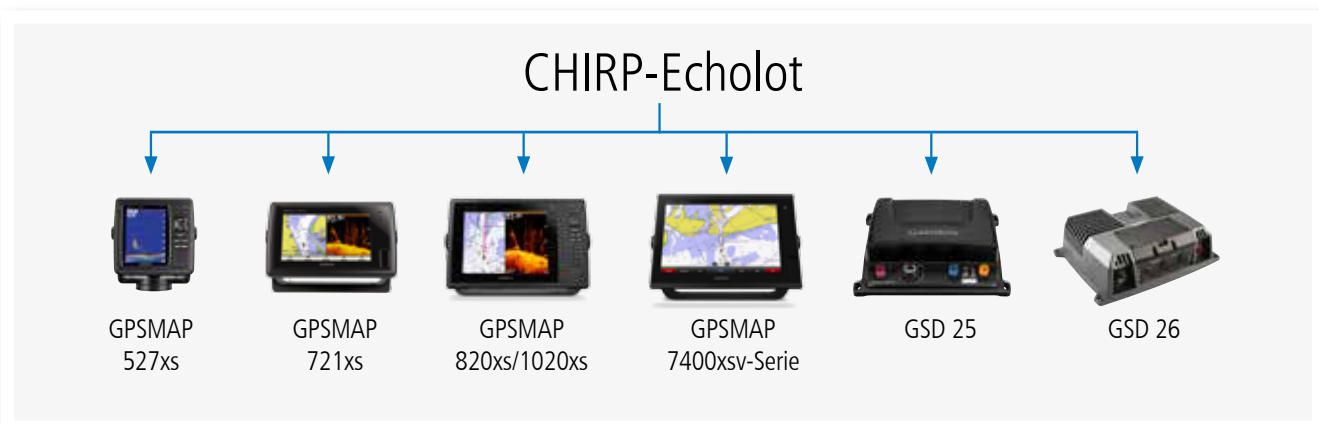 CHIRP-Echolot
GPSMAP
527xs
GPSMAP
721xs
GPSMAP
820xs/1020xs
GPSMAP
7400xsv-Serie
GSD 25
GSD 26